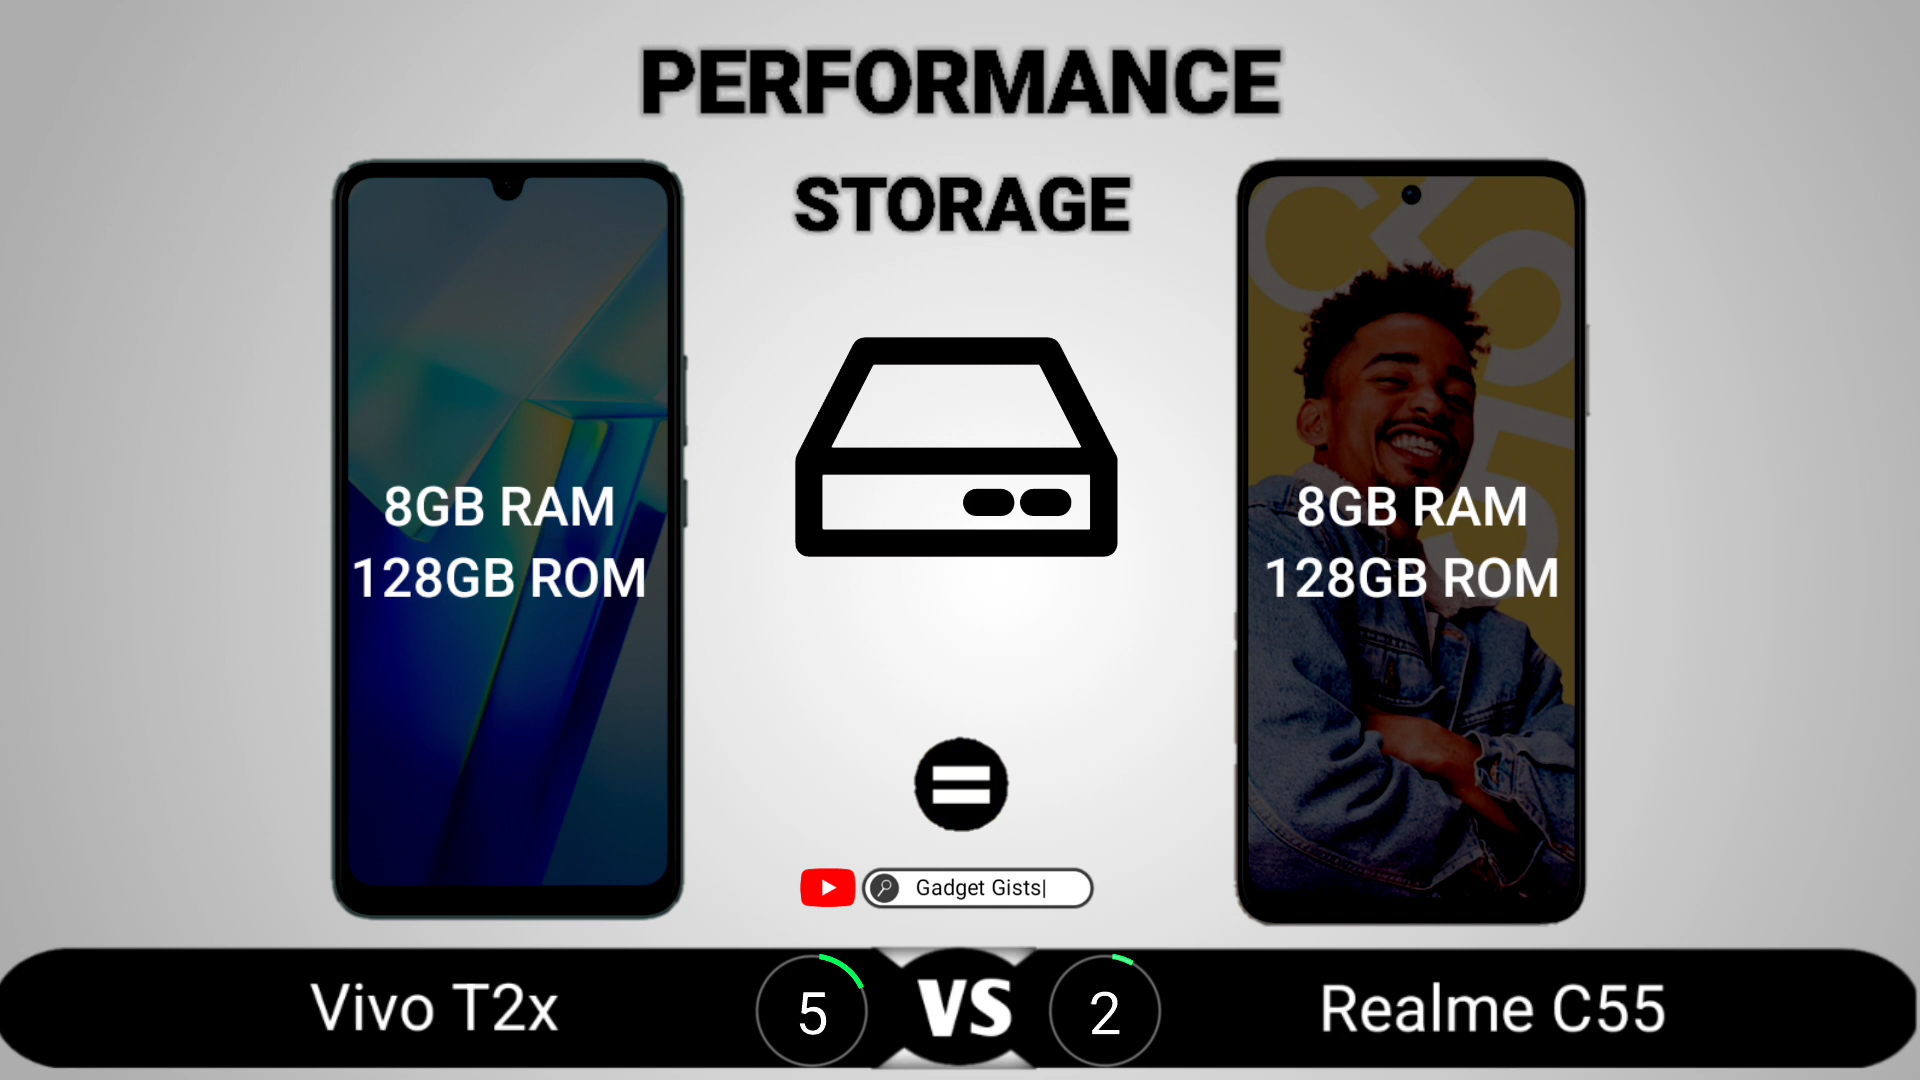 PERFORMANCE
STORAGE
8GB RAM
128GB ROM
8GB RAM
128GB ROM
Gadget Gists|
Vivo T2x
5
VS
2
Realme C55